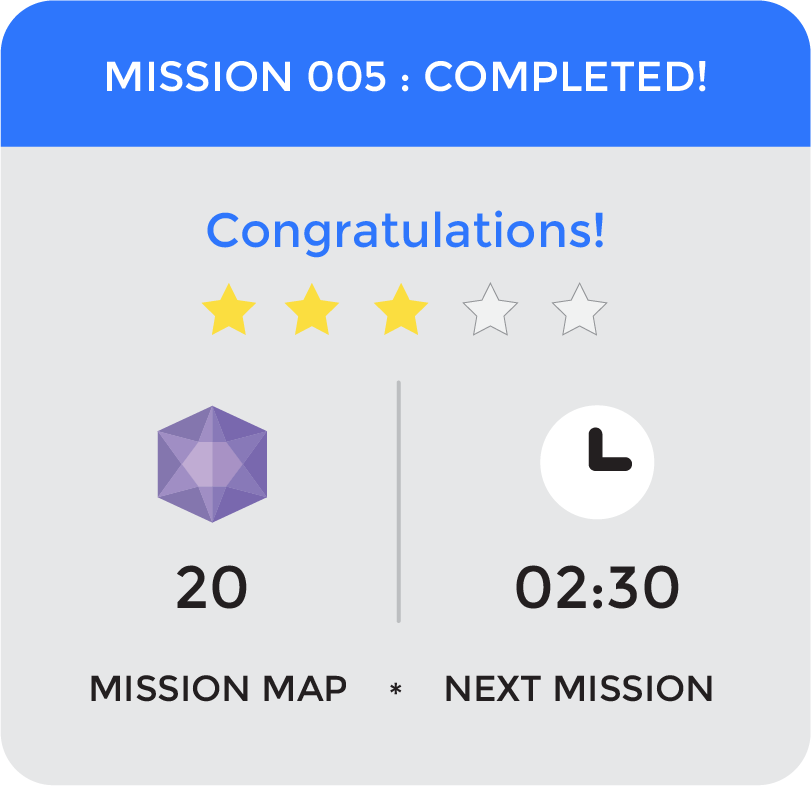 MISSION 005 : COMPLETED!
Congratulations!
20
02:30
MISSION MAP * NEXT MISSION